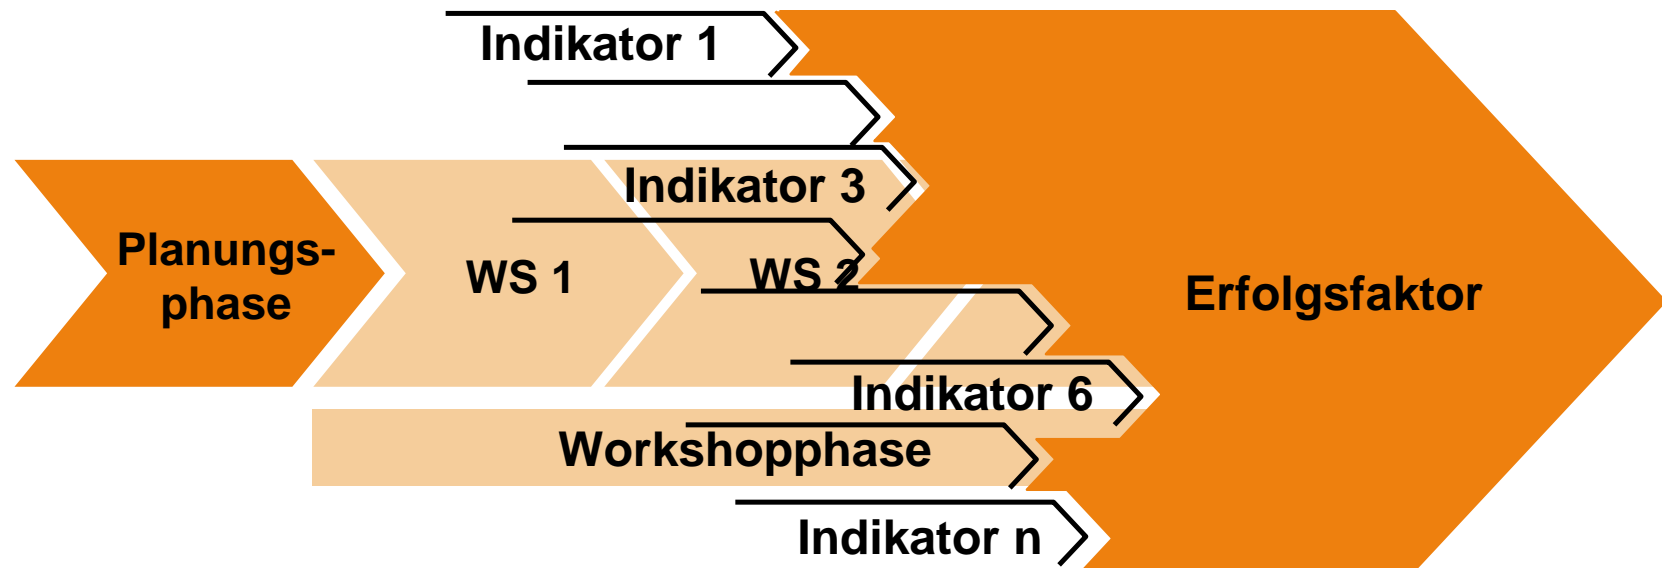 Indikator 1
Indikator 3
Planungs-
phase
WS 1
WS 2
Erfolgsfaktor
Indikator 6
Workshopphase
Indikator n